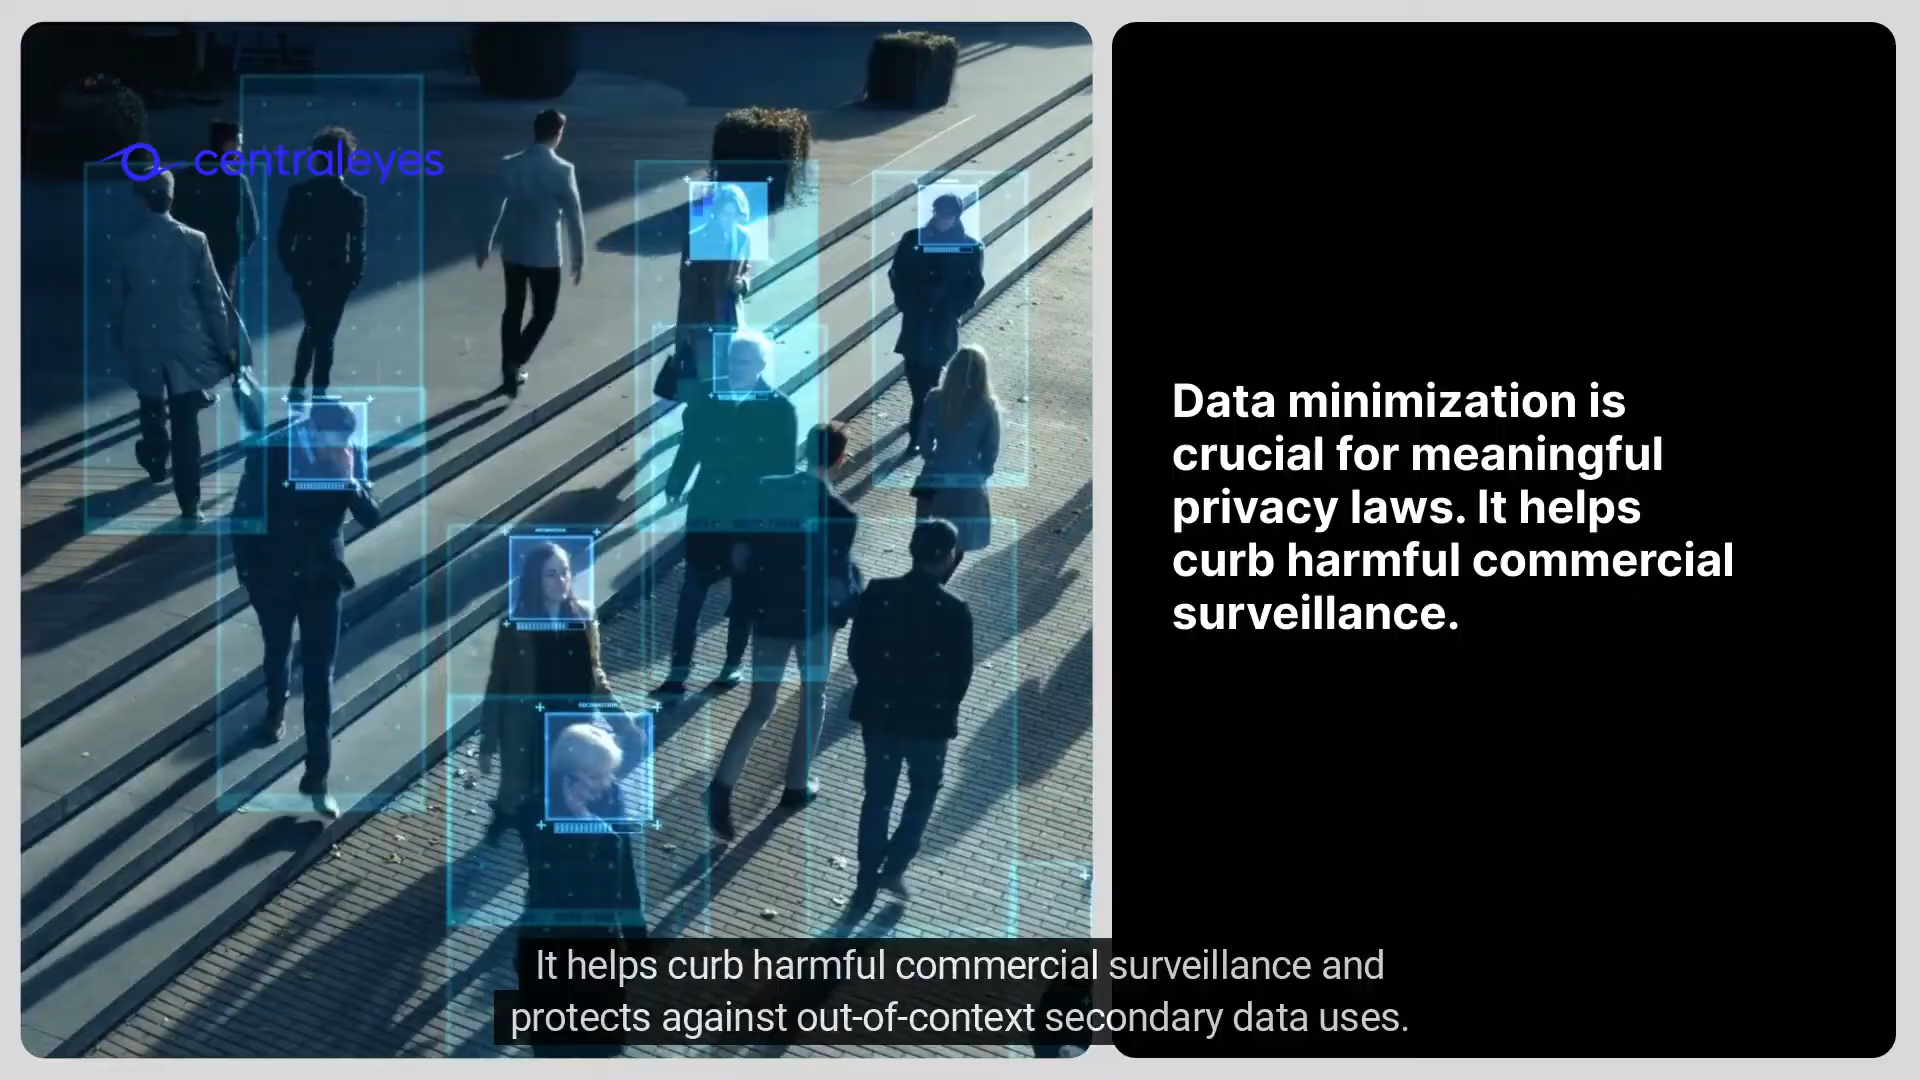 centraleyes
Data minimization is
crucial for meaningful
privacy laws. It helps
curb harmful commercial
surveillance.
It helps curb harmful commercial surveillance and
protects against out-of-context secondary data uses.